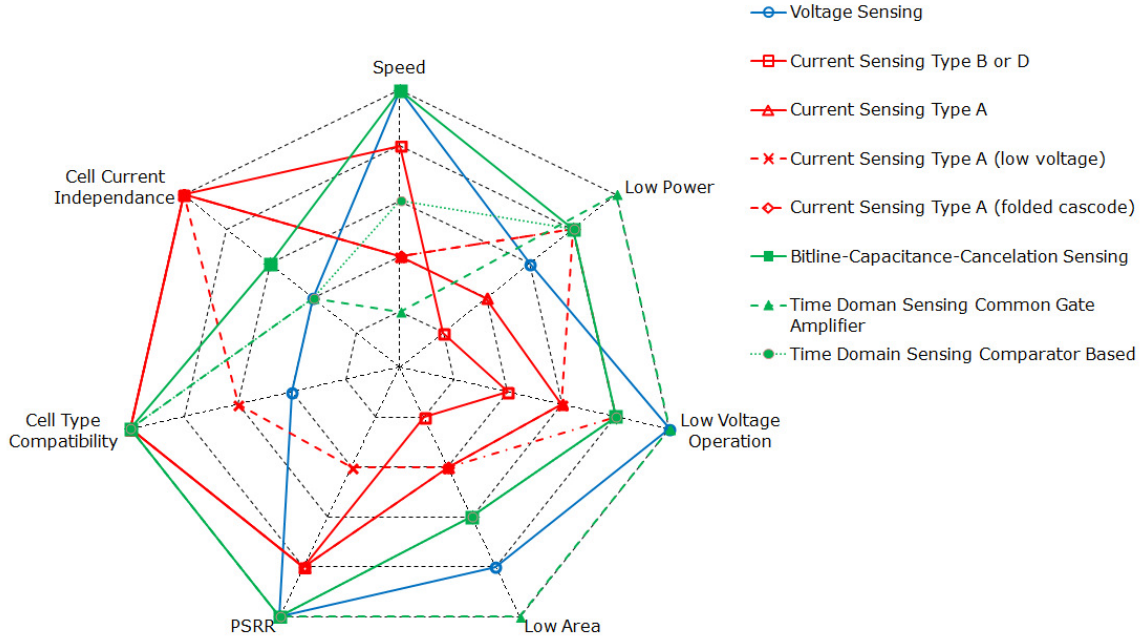 Voltage Sensing
Current Sensing Type B or D
Current Sensing Type A
Current Sensing Type A (low voltage)
Current Sensing Type A (folded cascode)
Bitline-Capacitance-Cancelation Sensing
Time Doman Sensing Common Gate
Amplifier
Time Domain Sensing Comparator Based
Speed
Low Power
Low Voltage
Operation
Low Area
PSRR
Cell Type
Compatibility
Cell Current
Independance